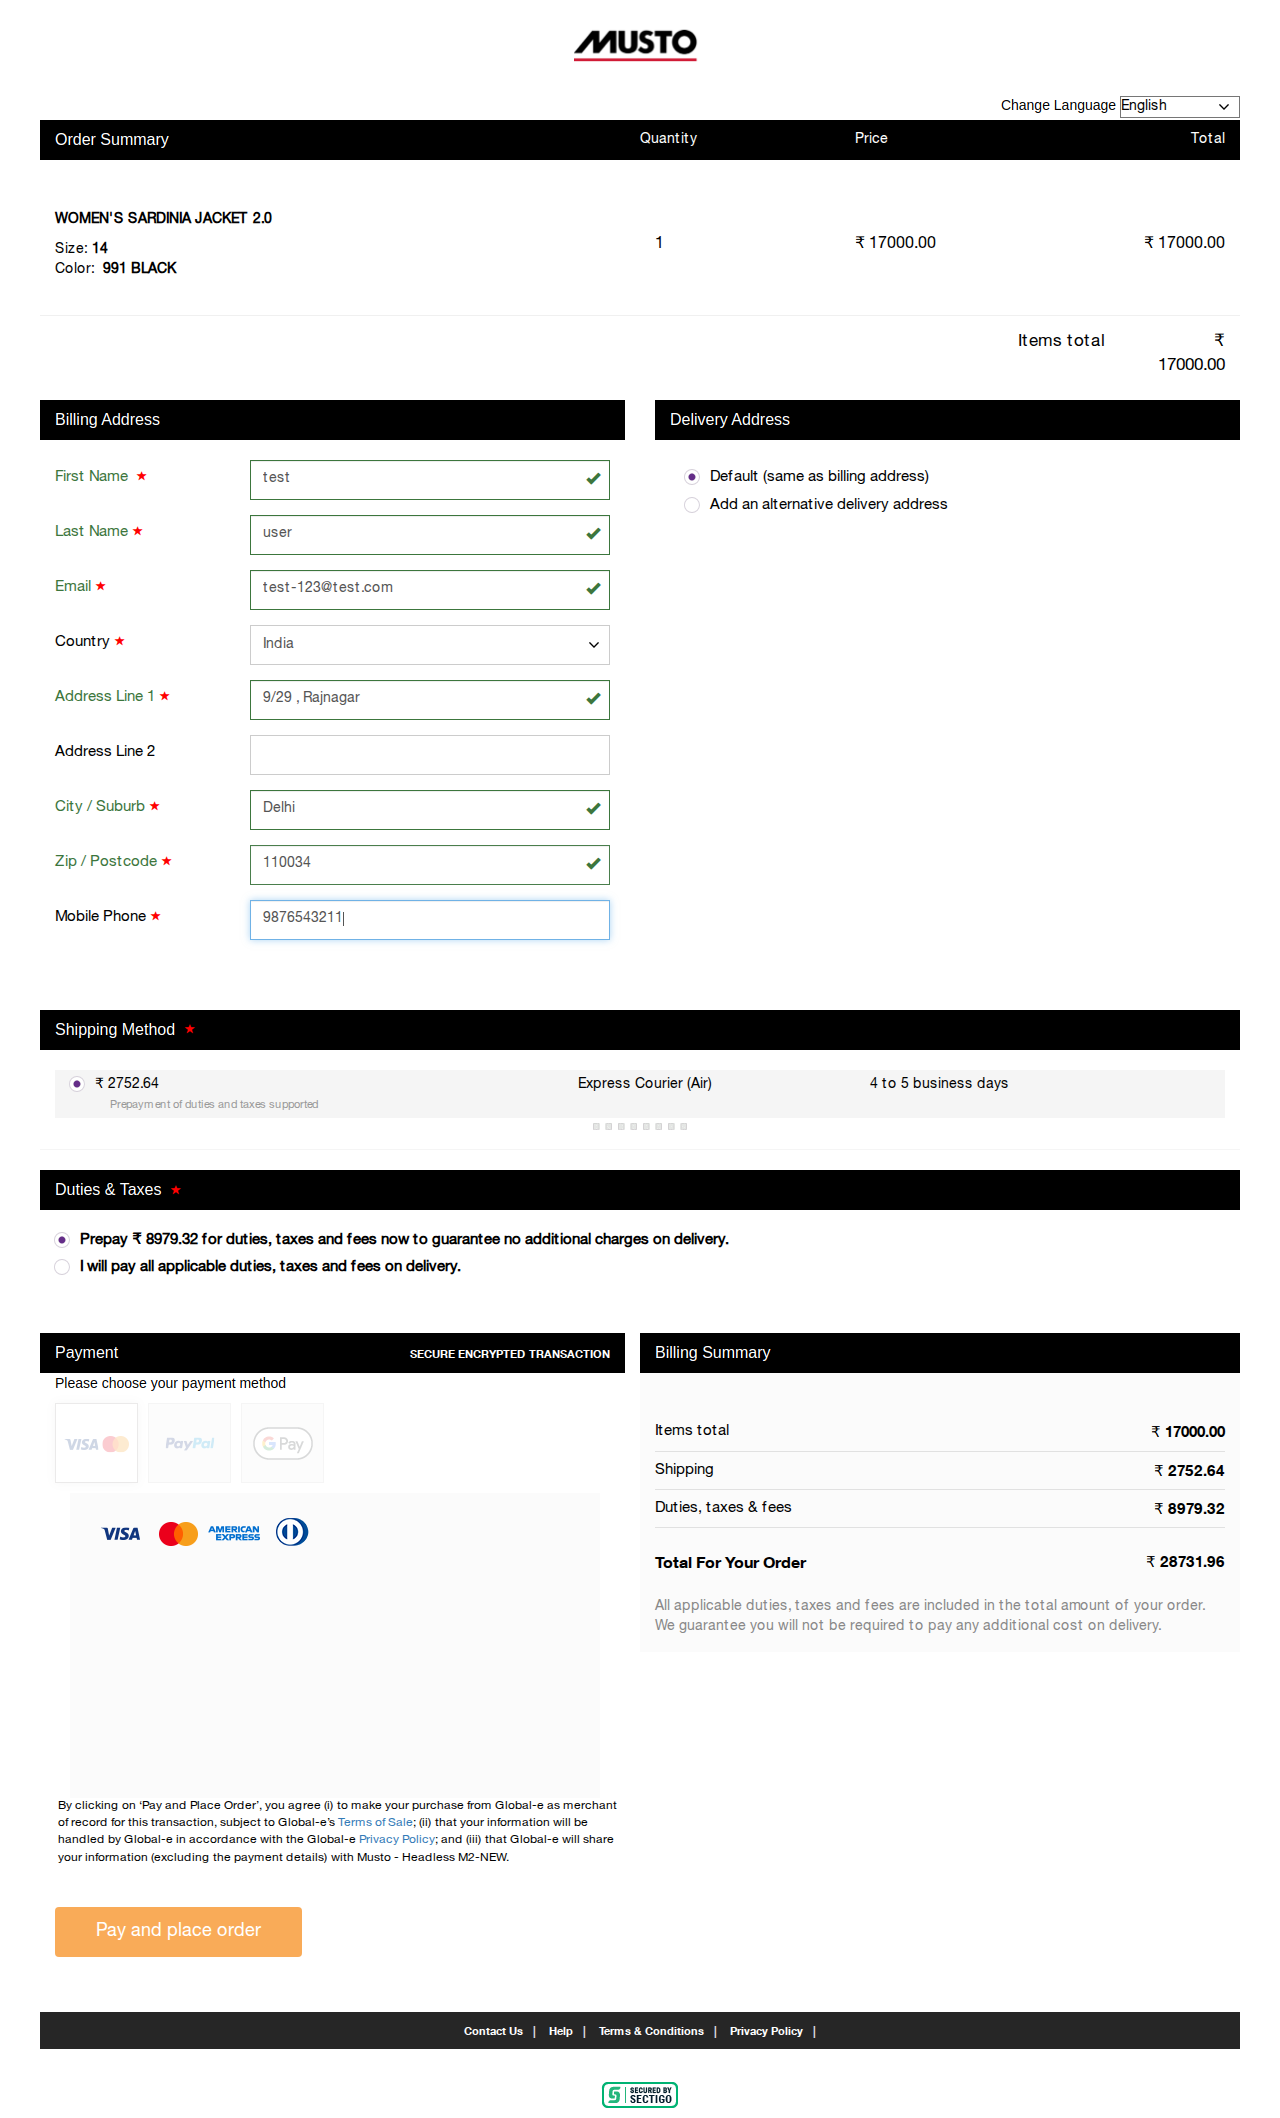 MUSTO
Change Language English
Order Summary Quantity Price Total
WOMEN'S SARDINIA JACKET 2.0
Size: 14
Color: 991 BLACK
1 ₹ 17000.00 ₹ 17000.00
Items total ₹
17000.00
Billing Address
First Name ★ test
Last Name ★ user
Email ★ test-123@test.com
Country ★ India
Address Line 1 ★ 9/29 , Rajnagar
Address Line 2
City / Suburb ★ Delhi
Zip / Postcode ★ 110034
Mobile Phone ★ 9876543211
Delivery Address
Default (same as billing address)
Add an alternative delivery address
Shipping Method ★
₹ 2752.64 Express Courier (Air) 4 to 5 business days
Prepayment of duties and taxes supported
Duties & Taxes ★
Prepay ₹ 8979.32 for duties, taxes and fees now to guarantee no additional charges on delivery.
I will pay all applicable duties, taxes and fees on delivery.
Payment SECURE ENCRYPTED TRANSACTION
Please choose your payment method
VISA PayPal G Pay
VISA AMERICAN EXPRESS
By clicking on ‘Pay and Place Order’, you agree (i) to make your purchase from Global-e as merchant
of record for this transaction, subject to Global-e’s Terms of Sale; (ii) that your information will be
handled by Global-e in accordance with the Global-e Privacy Policy; and (iii) that Global-e will share
your information (excluding the payment details) with Musto - Headless M2-NEW.
Pay and place order
Billing Summary
Items total ₹ 17000.00
Shipping ₹ 2752.64
Duties, taxes & fees ₹ 8979.32
Total For Your Order ₹ 28731.96
All applicable duties, taxes and fees are included in the total amount of your order.
We guarantee you will not be required to pay any additional cost on delivery.
Contact Us | Help | Terms & Conditions | Privacy Policy |
S SECURED BY
SECTIGO